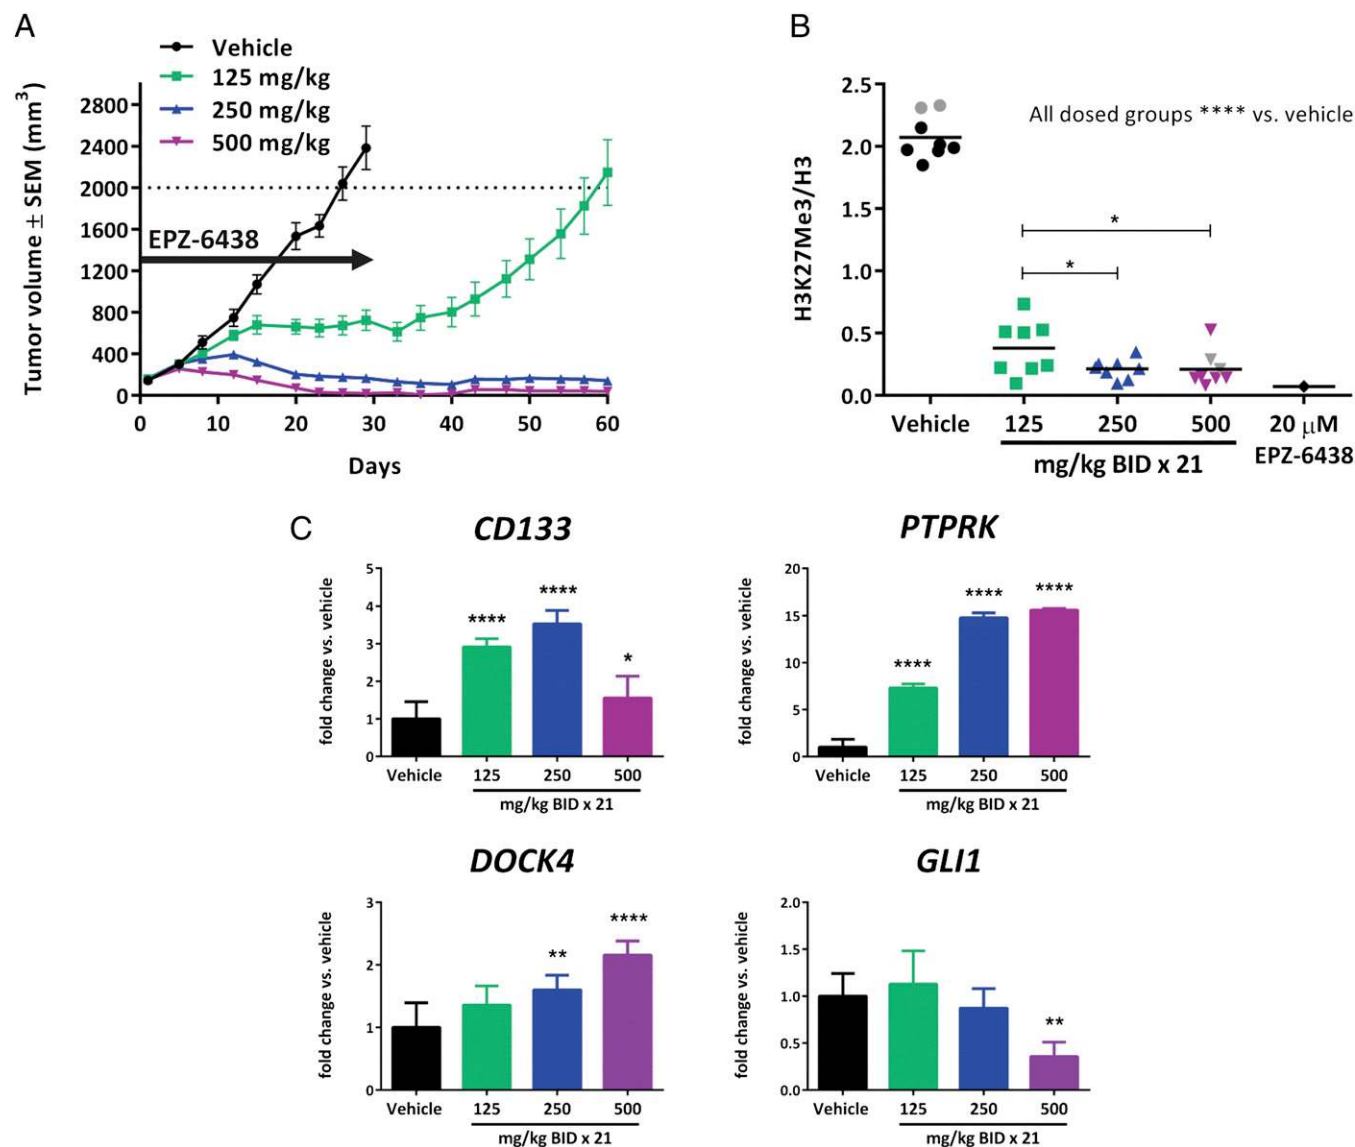 A
Vehicle
125 mg/kg
250 mg/kg
500 mg/kg
Tumor volume ± SEM (mm³)
2800
2400
2000
1600
1200
800
400
0
EPZ-6438
0 10 20 30 40 50 60
Days
B
All dosed groups **** vs. vehicle
H3K27Me3/H3
2.5
2.0
1.5
1.0
0.5
0.0
*
*
Vehicle 125 250 500 20 μM
mg/kg BID x 21 EPZ-6438
C
CD133
fold change vs. vehicle
5
4
3
2
1
0
**** **** *
Vehicle 125 250 500
mg/kg BID x 21
PTPRK
fold change vs. vehicle
20
15
10
5
0
**** **** ****
Vehicle 125 250 500
mg/kg BID x 21
DOCK4
fold change vs. vehicle
3
2
1
0
** ****
Vehicle 125 250 500
mg/kg BID x 21
GLI1
fold change vs. vehicle
2.0
1.5
1.0
0.5
0.0
**
Vehicle 125 250 500
mg/kg BID x 21